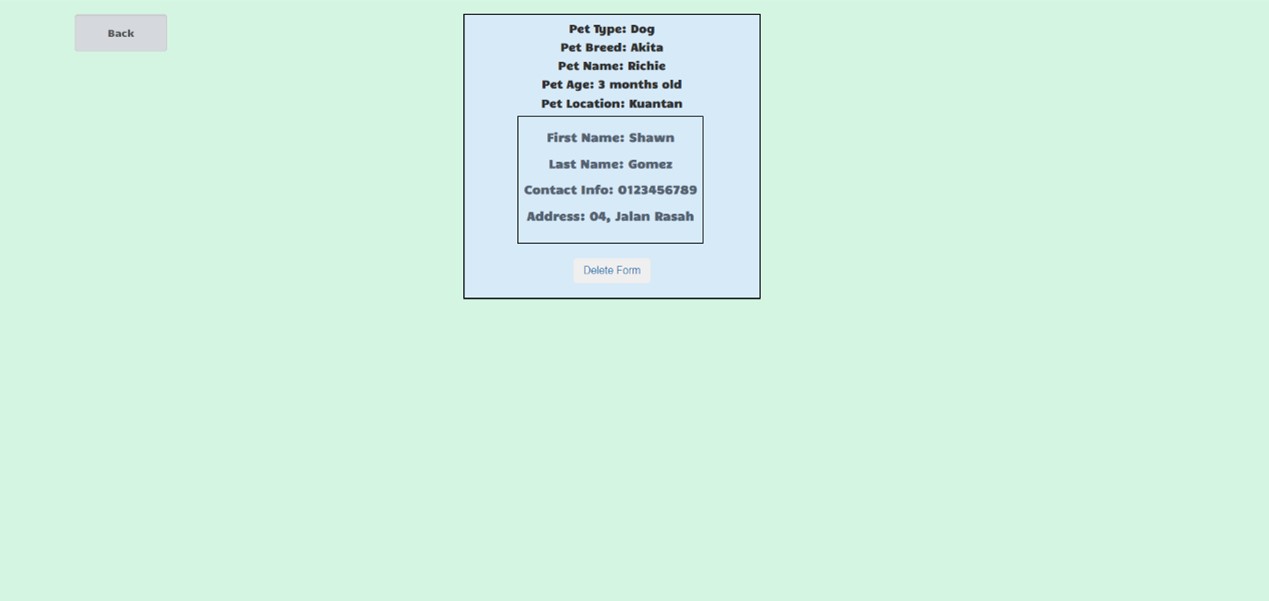 Back
Pet Type: Dog
Pet Breed: Akita
Pet Name: Richie
Pet Age: 3 months old
Pet Location: Kuantan
First Name: Shawn
Last Name: Gomez
Contact Info: 0123456789
Address: 04, Jalan Rasah
Delete Form